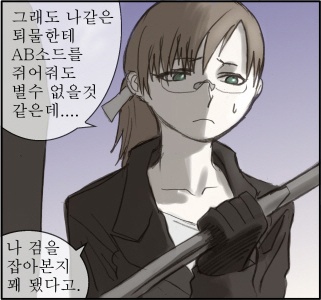 그래도 나같은
퇴물한테
AB소드를
쥐어줘도
별수 없을것
같은데....
나 검을
잡아본지
꽤 됐다고.